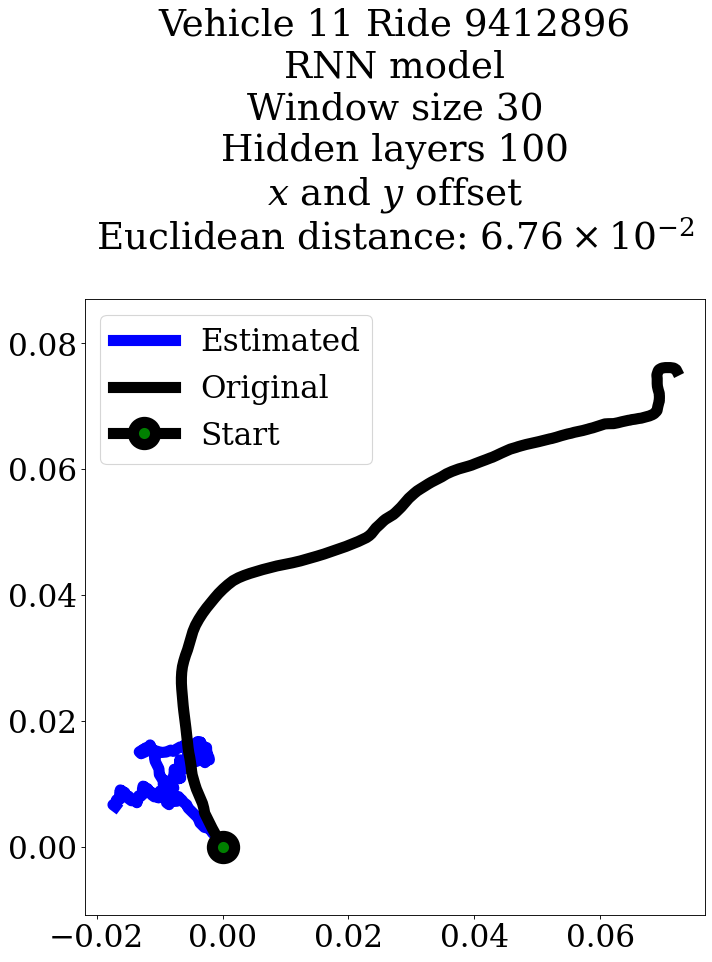 Vehicle 11 Ride 9412896
RNN model
Window size 30
Hidden layers 100
x and y offset
Euclidean distance: 6.76 × 10⁻²
Estimated
Original
Start
0.08
0.06
0.04
0.02
0.00
−0.02 0.00 0.02 0.04 0.06